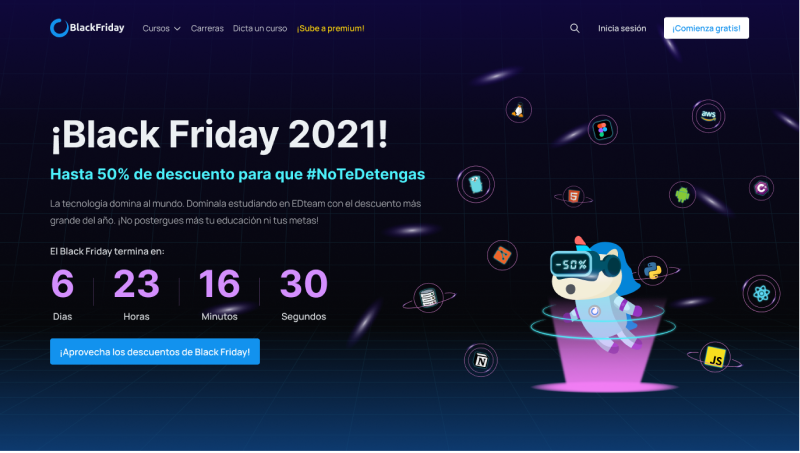 BlackFriday
Cursos Carreras Dicta un curso ¡Sube a premium! Inicia sesión ¡Comienza gratis!
¡Black Friday 2021!
Hasta 50% de descuento para que #NoTeDetengas
La tecnología domina al mundo. Domínala estudiando en EDteam con el descuento más
grande del año. ¡No postergues más tu educación ni tus metas!
El Black Friday termina en:
6 23 16 30
Días Horas Minutos Segundos
¡Aprovecha los descuentos de Black Friday!
aws
-50%
JS